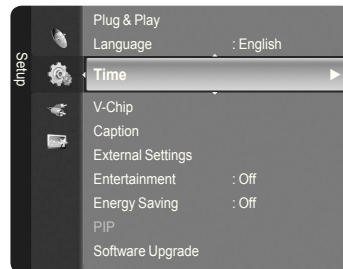 Setup
Plug & Play
Language : English
Time
V-Chip
Caption
External Settings
Entertainment : Off
Energy Saving : Off
PIP
Software Upgrade